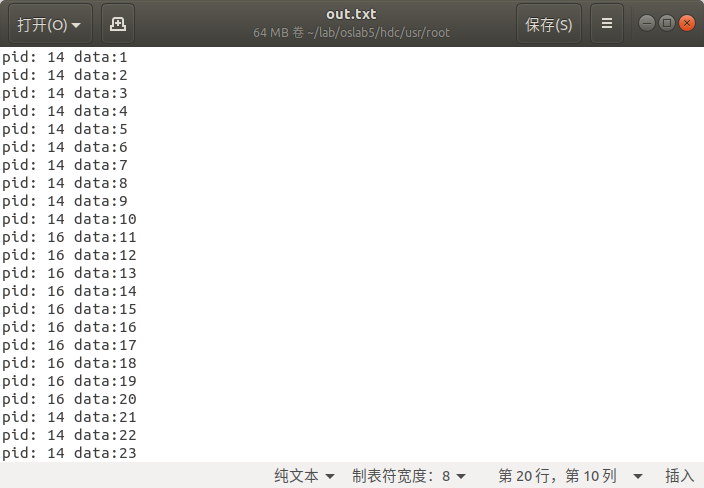 打开(O)
out.txt
64 MB 卷 ~/lab/oslab5/hdc/usr/root
保存(S)
pid: 14 data:1
pid: 14 data:2
pid: 14 data:3
pid: 14 data:4
pid: 14 data:5
pid: 14 data:6
pid: 14 data:7
pid: 14 data:8
pid: 14 data:9
pid: 14 data:10
pid: 16 data:11
pid: 16 data:12
pid: 16 data:13
pid: 16 data:14
pid: 16 data:15
pid: 16 data:16
pid: 16 data:17
pid: 16 data:18
pid: 16 data:19
pid: 16 data:20
pid: 14 data:21
pid: 14 data:22
pid: 14 data:23
纯文本 制表符宽度：8 第 20 行，第 10 列 插入